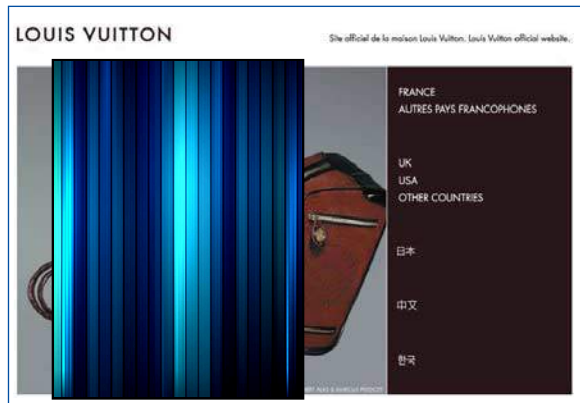 LOUIS VUITTON
Site officiel de la maison Louis Vuitton. Louis Vuitton official website.
FRANCE
AUTRES PAYS FRANCOPHONES
UK
USA
OTHER COUNTRIES
日本
中文
한국